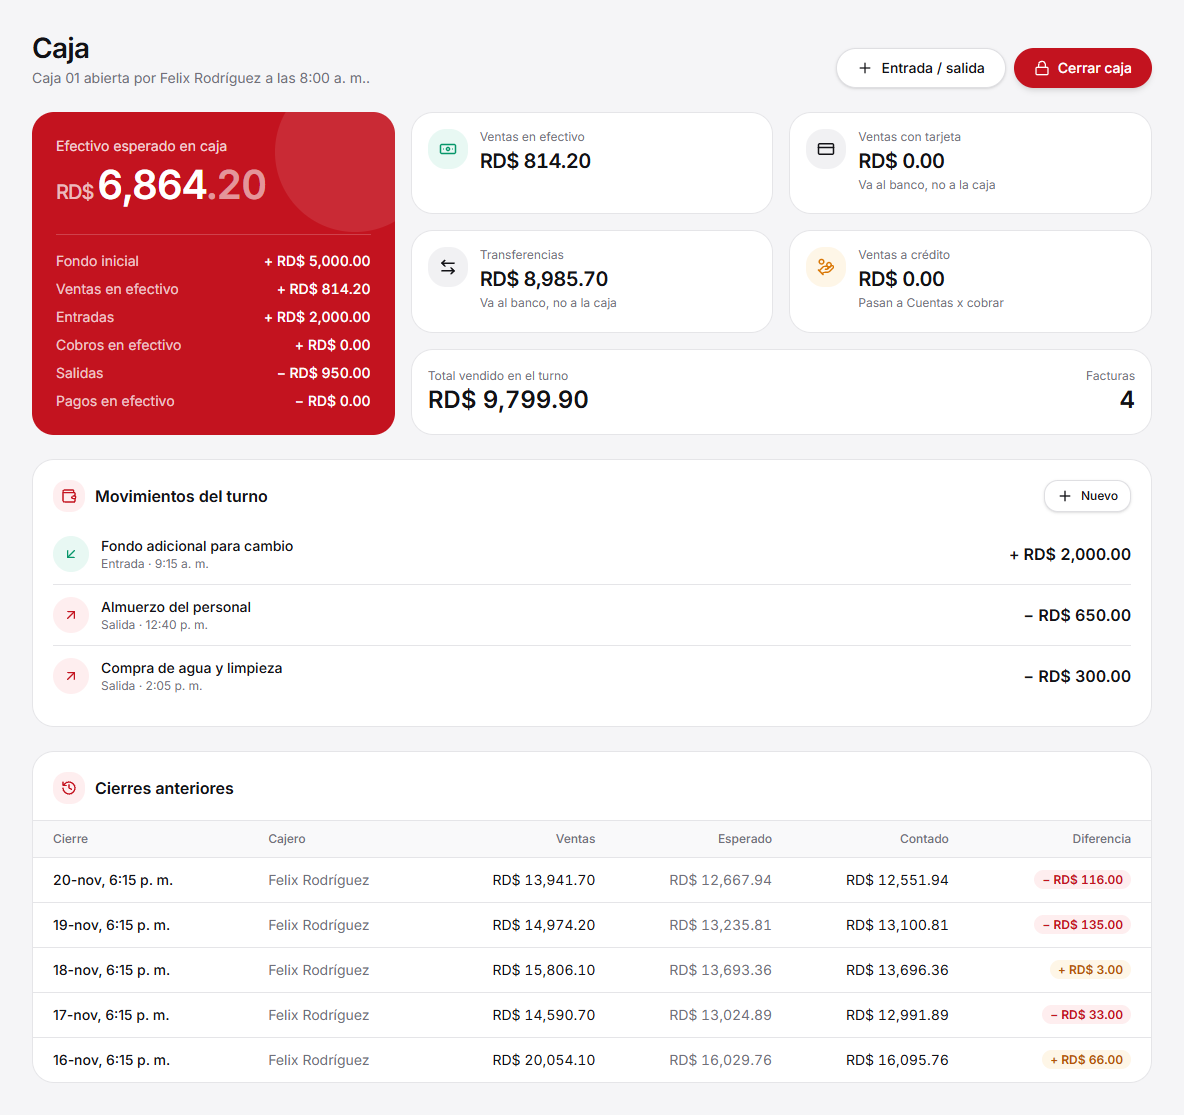 Caja
Caja 01 abierta por Felix Rodríguez a las 8:00 a. m..
Entrada / salida
Cerrar caja
Efectivo esperado en caja
RD$ 6,864.20
Fondo inicial + RD$ 5,000.00
Ventas en efectivo + RD$ 814.20
Entradas + RD$ 2,000.00
Cobros en efectivo + RD$ 0.00
Salidas − RD$ 950.00
Pagos en efectivo − RD$ 0.00
Ventas en efectivo
RD$ 814.20
Ventas con tarjeta
RD$ 0.00
Va al banco, no a la caja
Transferencias
RD$ 8,985.70
Va al banco, no a la caja
Ventas a crédito
RD$ 0.00
Pasan a Cuentas x cobrar
Total vendido en el turno
RD$ 9,799.90
Facturas
4
Movimientos del turno
Nuevo
Fondo adicional para cambio
Entrada · 9:15 a. m.
+ RD$ 2,000.00
Almuerzo del personal
Salida · 12:40 p. m.
− RD$ 650.00
Compra de agua y limpieza
Salida · 2:05 p. m.
− RD$ 300.00
Cierres anteriores
Cierre Cajero Ventas Esperado Contado Diferencia
20-nov, 6:15 p. m. Felix Rodríguez RD$ 13,941.70 RD$ 12,667.94 RD$ 12,551.94 − RD$ 116.00
19-nov, 6:15 p. m. Felix Rodríguez RD$ 14,974.20 RD$ 13,235.81 RD$ 13,100.81 − RD$ 135.00
18-nov, 6:15 p. m. Felix Rodríguez RD$ 15,806.10 RD$ 13,693.36 RD$ 13,696.36 + RD$ 3.00
17-nov, 6:15 p. m. Felix Rodríguez RD$ 14,590.70 RD$ 13,024.89 RD$ 12,991.89 − RD$ 33.00
16-nov, 6:15 p. m. Felix Rodríguez RD$ 20,054.10 RD$ 16,029.76 RD$ 16,095.76 + RD$ 66.00